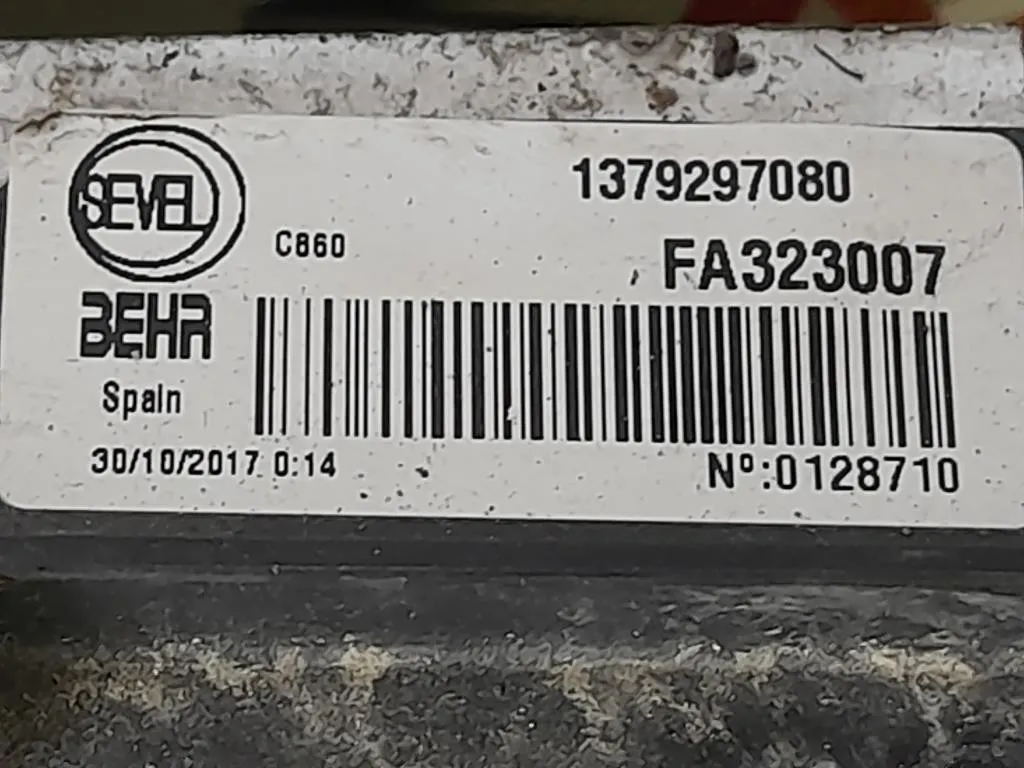 SEVEL
1379297080
C860
FA323007
BEHR
Spain
30/10/2017 0:14
Nº:0128710